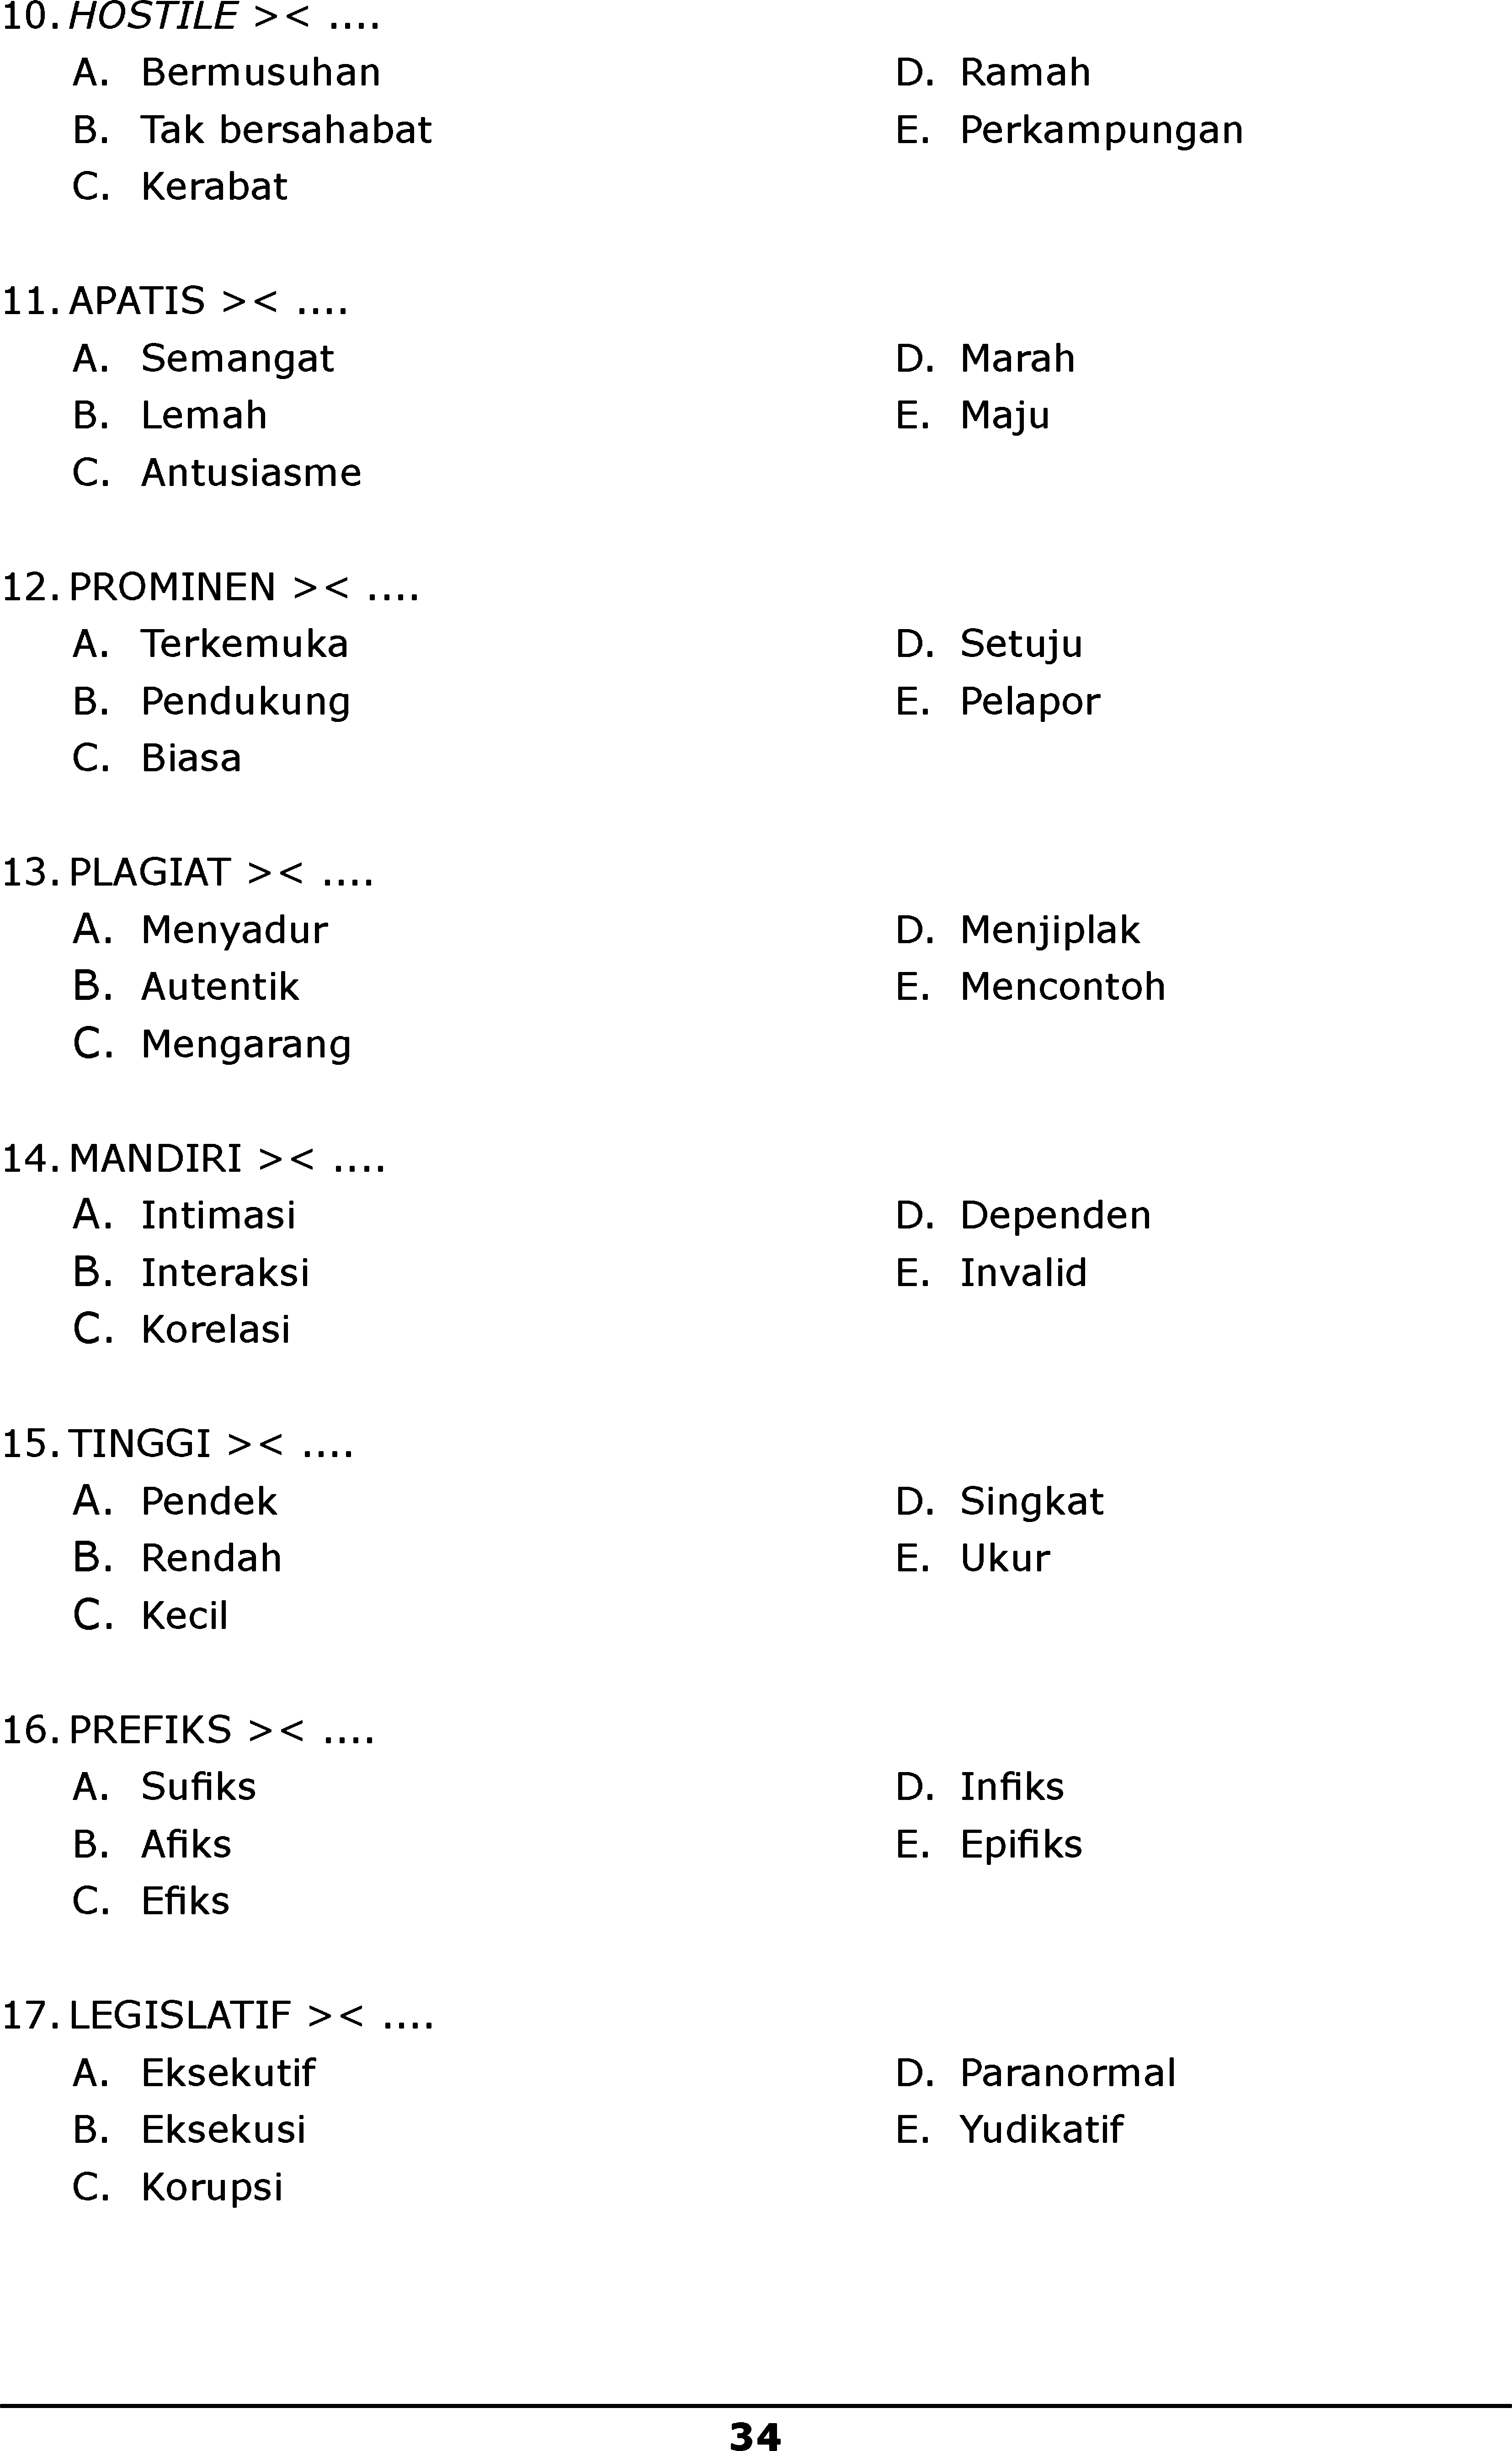 10. HOSTILE >< ....
A. Bermusuhan
B. Tak bersahabat
C. Kerabat
D. Ramah
E. Perkampungan
11. APATIS >< ....
A. Semangat
B. Lemah
C. Antusiasme
D. Marah
E. Maju
12. PROMINEN >< ....
A. Terkemuka
B. Pendukung
C. Biasa
D. Setuju
E. Pelapor
13. PLAGIAT >< ....
A. Menyadur
B. Autentik
C. Mengarang
D. Menjiplak
E. Mencontoh
14. MANDIRI >< ....
A. Intimasi
B. Interaksi
C. Korelasi
D. Dependen
E. Invalid
15. TINGGI >< ....
A. Pendek
B. Rendah
C. Kecil
D. Singkat
E. Ukur
16. PREFIKS >< ....
A. Sufiks
B. Afiks
C. Efiks
D. Infiks
E. Epifiks
17. LEGISLATIF >< ....
A. Eksekutif
B. Eksekusi
C. Korupsi
D. Paranormal
E. Yudikatif
34